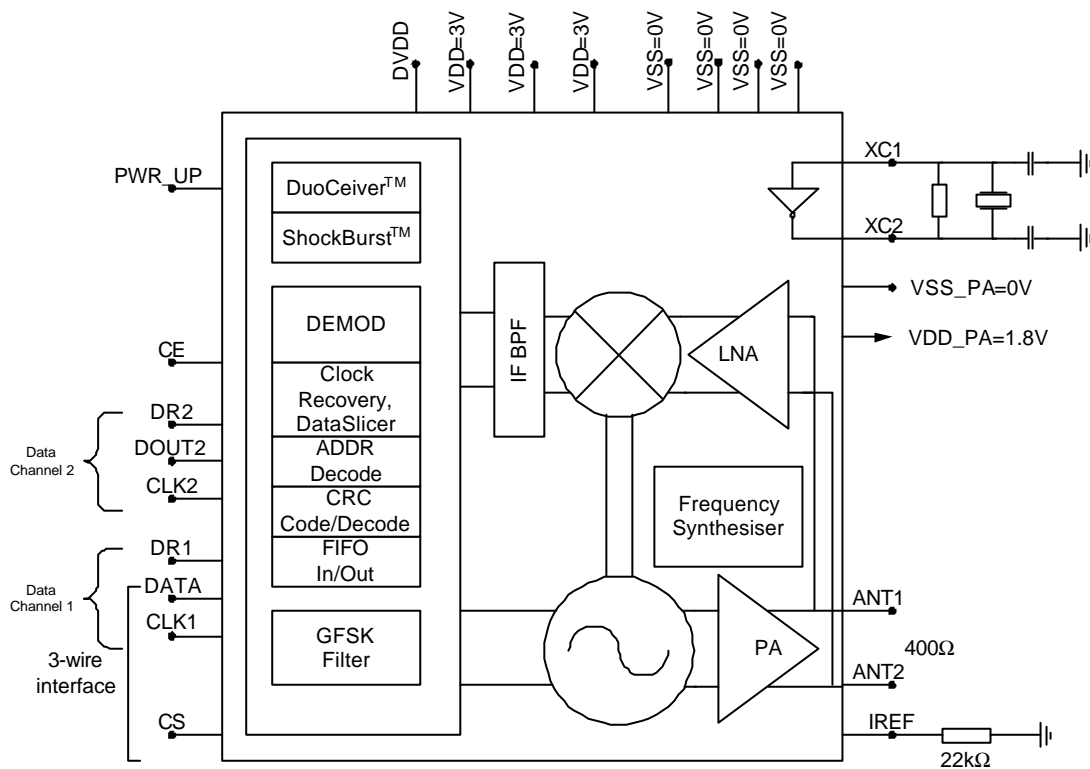 DVDD
VDD=3V
VDD=3V
VDD=3V
VSS=0V
VSS=0V
VSS=0V
VSS=0V
PWR_UP
DuoCeiver™
ShockBurst™
XC1
XC2
VSS_PA=0V
VDD_PA=1.8V
CE
DEMOD
IF BPF
LNA
Clock
Recovery,
DataSlicer
ADDR
Decode
CRC
Code/Decode
FIFO
In/Out
Data
Channel 2
DR2
DOUT2
CLK2
Frequency
Synthesiser
Data
Channel 1
DR1
DATA
CLK1
3-wire
interface
CS
GFSK
Filter
PA
ANT1
400Ω
ANT2
IREF
22kΩ